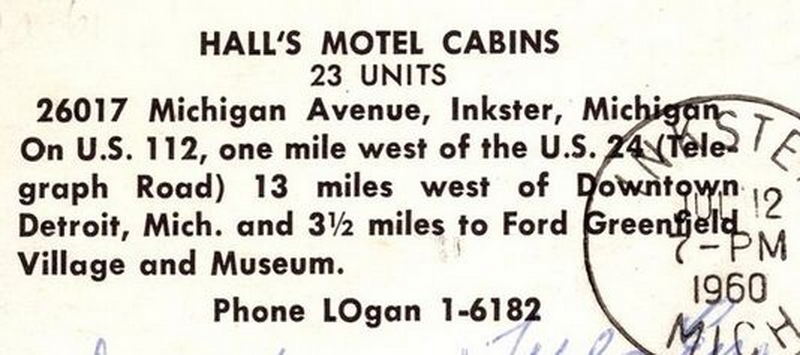 HALL'S MOTEL CABINS
23 UNITS
26017 Michigan Avenue, Inkster, Michigan
On U.S. 112, one mile west of the U.S. 24 (Tele-
graph Road) 13 miles west of Downtown
Detroit, Mich. and 3½ miles to Ford Greenfield
Village and Museum.
Phone LOgan 1-6182
INKSTER
JUL 12
7-PM
1960
MICH